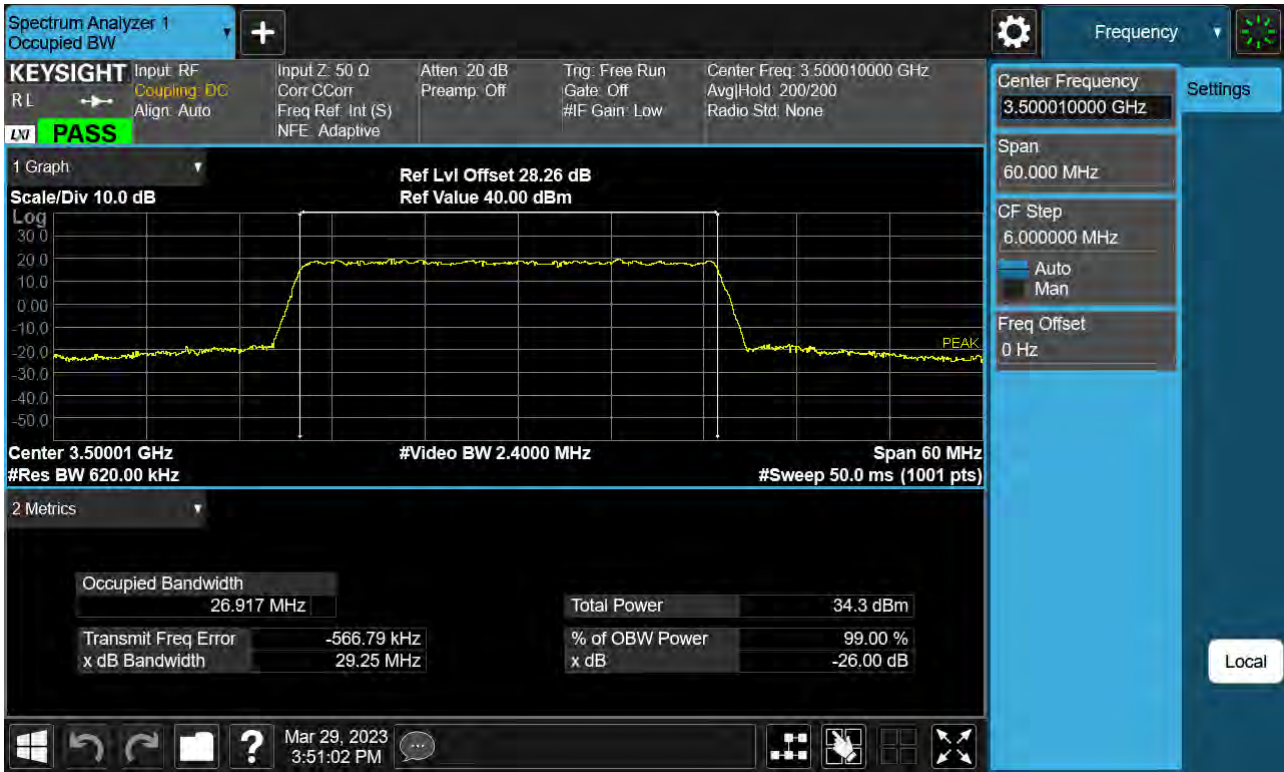 Spectrum Analyzer 1
Occupied BW
Frequency
KEYSIGHT
RL
LXI
PASS
Input: RF
Coupling: DC
Align: Auto
Input Z: 50 Ω
Corr CCorr
Freq Ref: Int (S)
NFE: Adaptive
Atten: 20 dB
Preamp: Off
Trig: Free Run
Gate: Off
#IF Gain: Low
Center Freq: 3.500010000 GHz
Avg|Hold: 200/200
Radio Std: None
Center Frequency
3.500010000 GHz
Settings
Span
60.000 MHz
CF Step
6.000000 MHz
Auto
Man
Freq Offset
0 Hz
Local
1 Graph
Scale/Div 10.0 dB
Ref Lvl Offset 28.26 dB
Ref Value 40.00 dBm
Log
30.0
20.0
10.0
0.00
-10.0
-20.0
-30.0
-40.0
-50.0
PEAK
Center 3.50001 GHz
#Video BW 2.4000 MHz
Span 60 MHz
#Res BW 620.00 kHz
#Sweep 50.0 ms (1001 pts)
2 Metrics
Occupied Bandwidth
26.917 MHz
Total Power 34.3 dBm
Transmit Freq Error -566.79 kHz
% of OBW Power 99.00 %
x dB Bandwidth 29.25 MHz
x dB -26.00 dB
?
Mar 29, 2023
3:51:02 PM